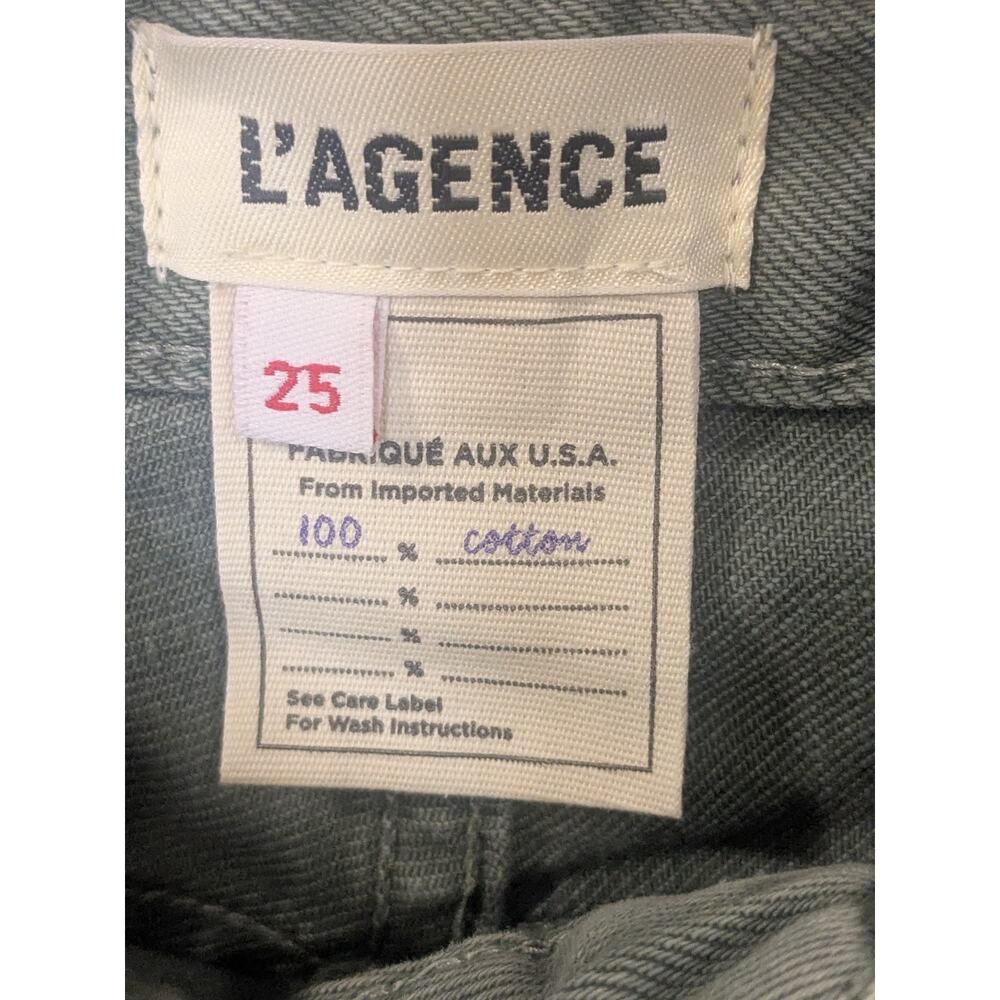 L'AGENCE
25
FABRIQUÉ AUX U.S.A.
From Imported Materials
100 % cotton
%
%
%
See Care Label
For Wash Instructions